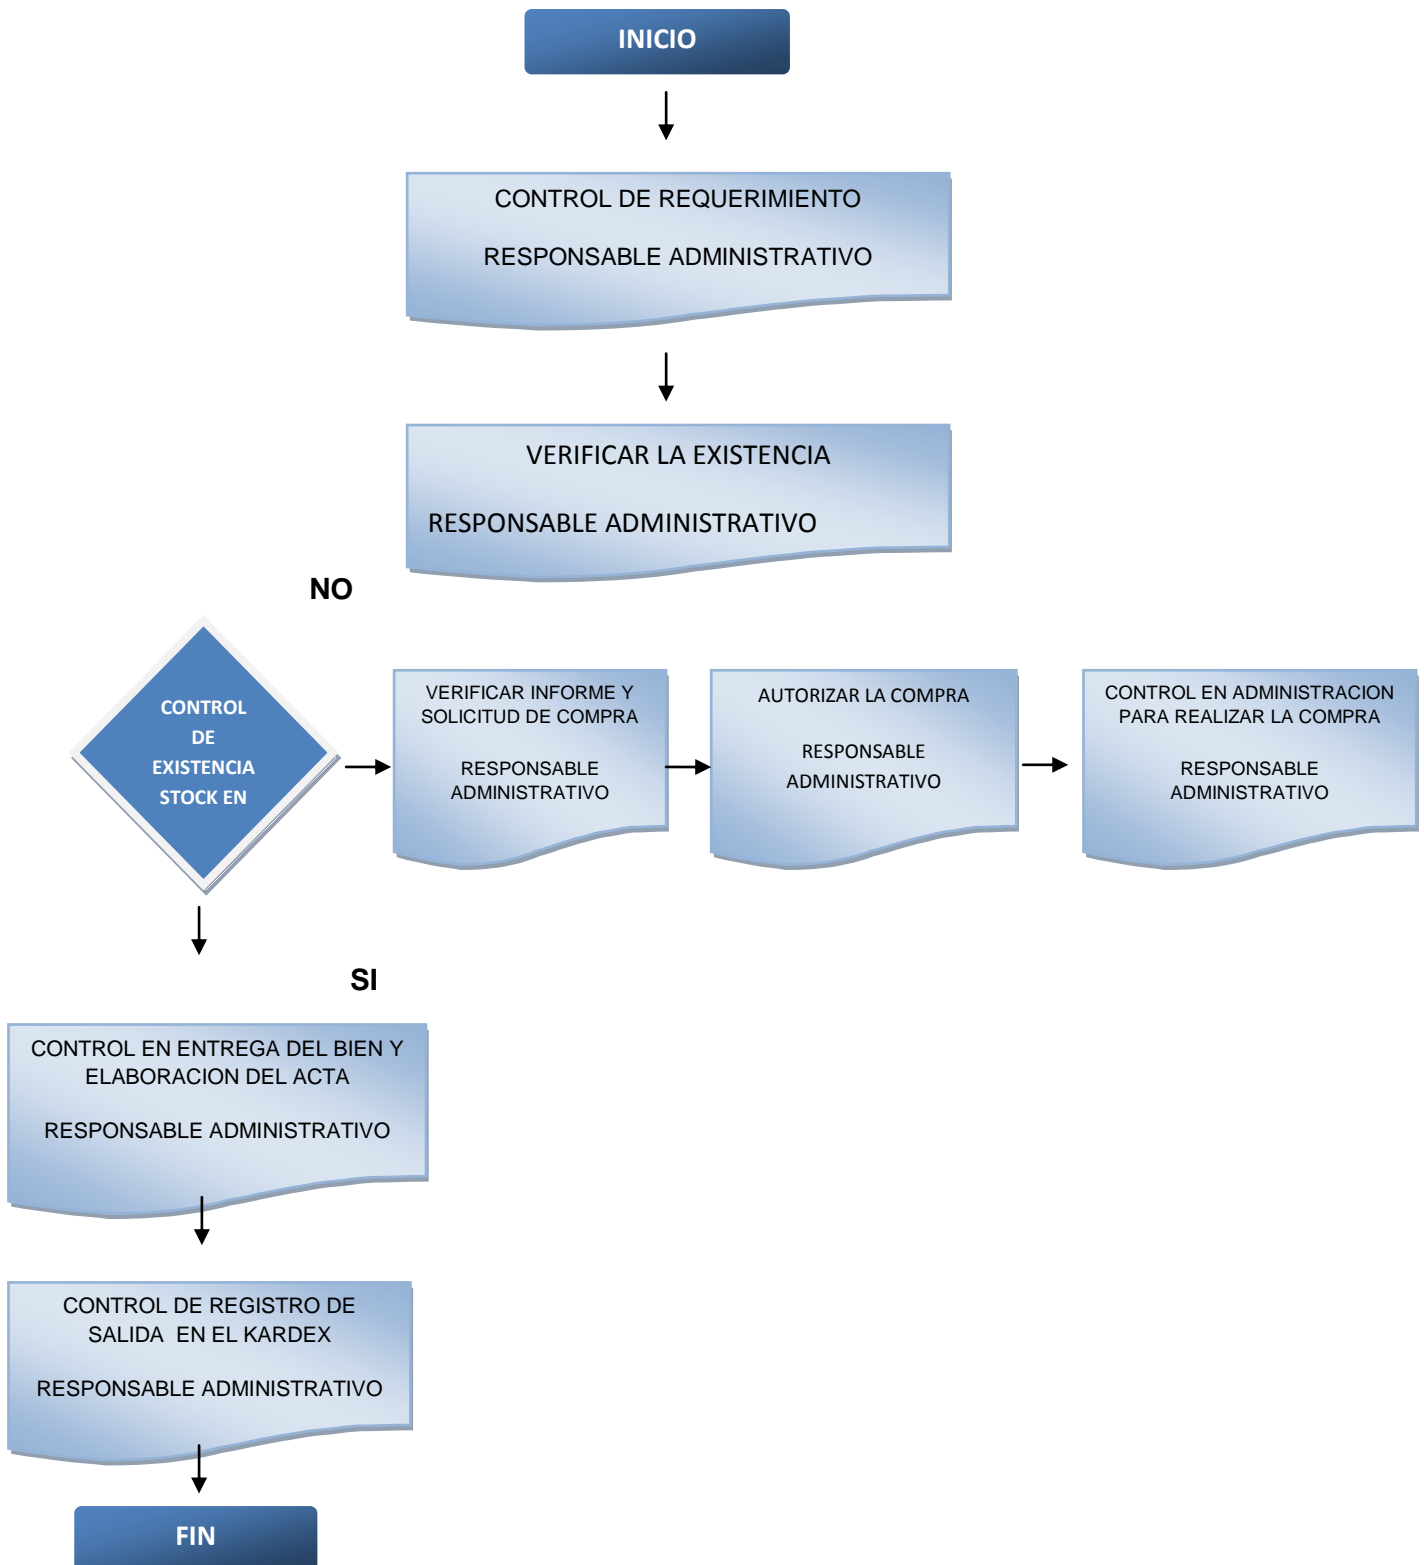 INICIO
CONTROL DE REQUERIMIENTO
RESPONSABLE ADMINISTRATIVO
VERIFICAR LA EXISTENCIA
RESPONSABLE ADMINISTRATIVO
NO
CONTROL
DE
EXISTENCIA
STOCK EN
VERIFICAR INFORME Y
SOLICITUD DE COMPRA
RESPONSABLE
ADMINISTRATIVO
AUTORIZAR LA COMPRA
RESPONSABLE
ADMINISTRATIVO
CONTROL EN ADMINISTRACION
PARA REALIZAR LA COMPRA
RESPONSABLE
ADMINISTRATIVO
SI
CONTROL EN ENTREGA DEL BIEN Y
ELABORACION DEL ACTA
RESPONSABLE ADMINISTRATIVO
CONTROL DE REGISTRO DE
SALIDA EN EL KARDEX
RESPONSABLE ADMINISTRATIVO
FIN